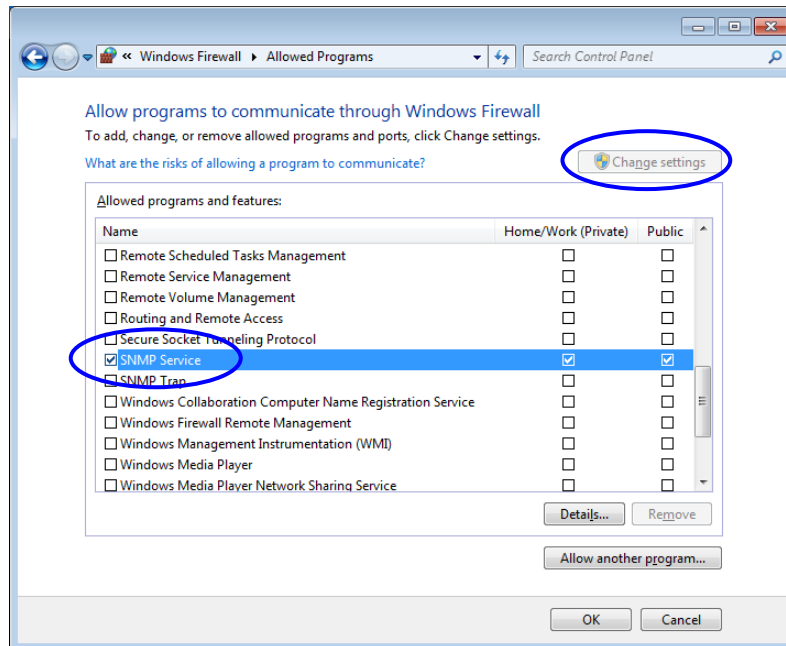 « Windows Firewall ▸ Allowed Programs Search Control Panel
Allow programs to communicate through Windows Firewall
To add, change, or remove allowed programs and ports, click Change settings.
What are the risks of allowing a program to communicate? Change settings
Allowed programs and features:
Name Home/Work (Private) Public
Remote Scheduled Tasks Management
Remote Service Management
Remote Volume Management
Routing and Remote Access
Secure Socket Tunneling Protocol
SNMP Service
SNMP Trap
Windows Collaboration Computer Name Registration Service
Windows Firewall Remote Management
Windows Management Instrumentation (WMI)
Windows Media Player
Windows Media Player Network Sharing Service
Details... Remove
Allow another program...
OK Cancel